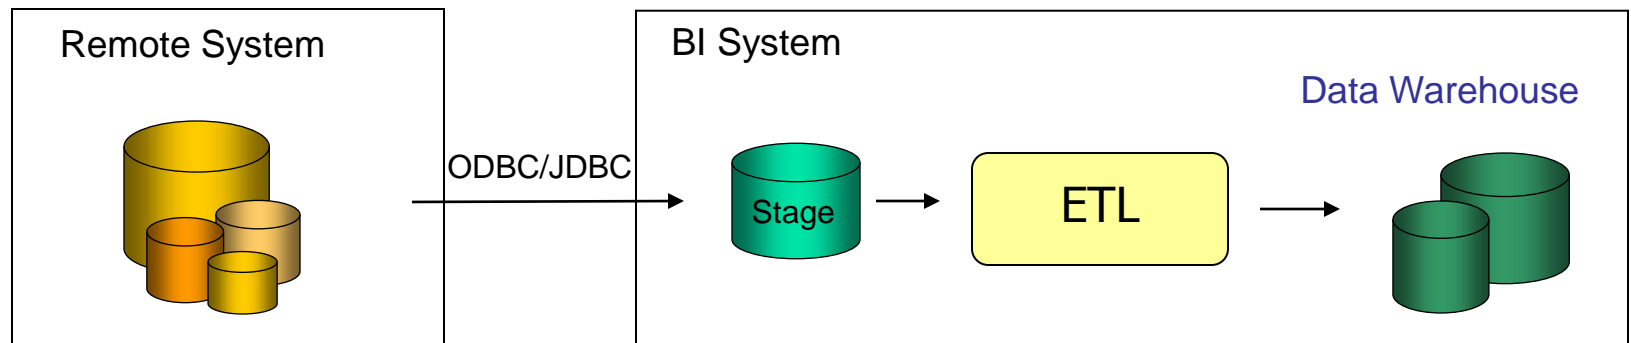 Remote System
ODBC/JDBC
BI System
Data Warehouse
Stage
ETL